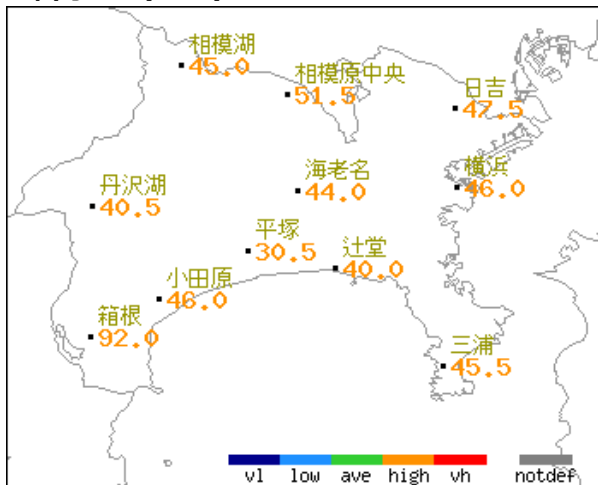 相模湖
45.0
相模原中央
51.5
日吉
47.5
海老名
44.0
横浜
46.0
丹沢湖
40.5
平塚
30.5
辻堂
40.0
小田原
46.0
箱根
92.0
三浦
45.5
vl low ave high vh notdef